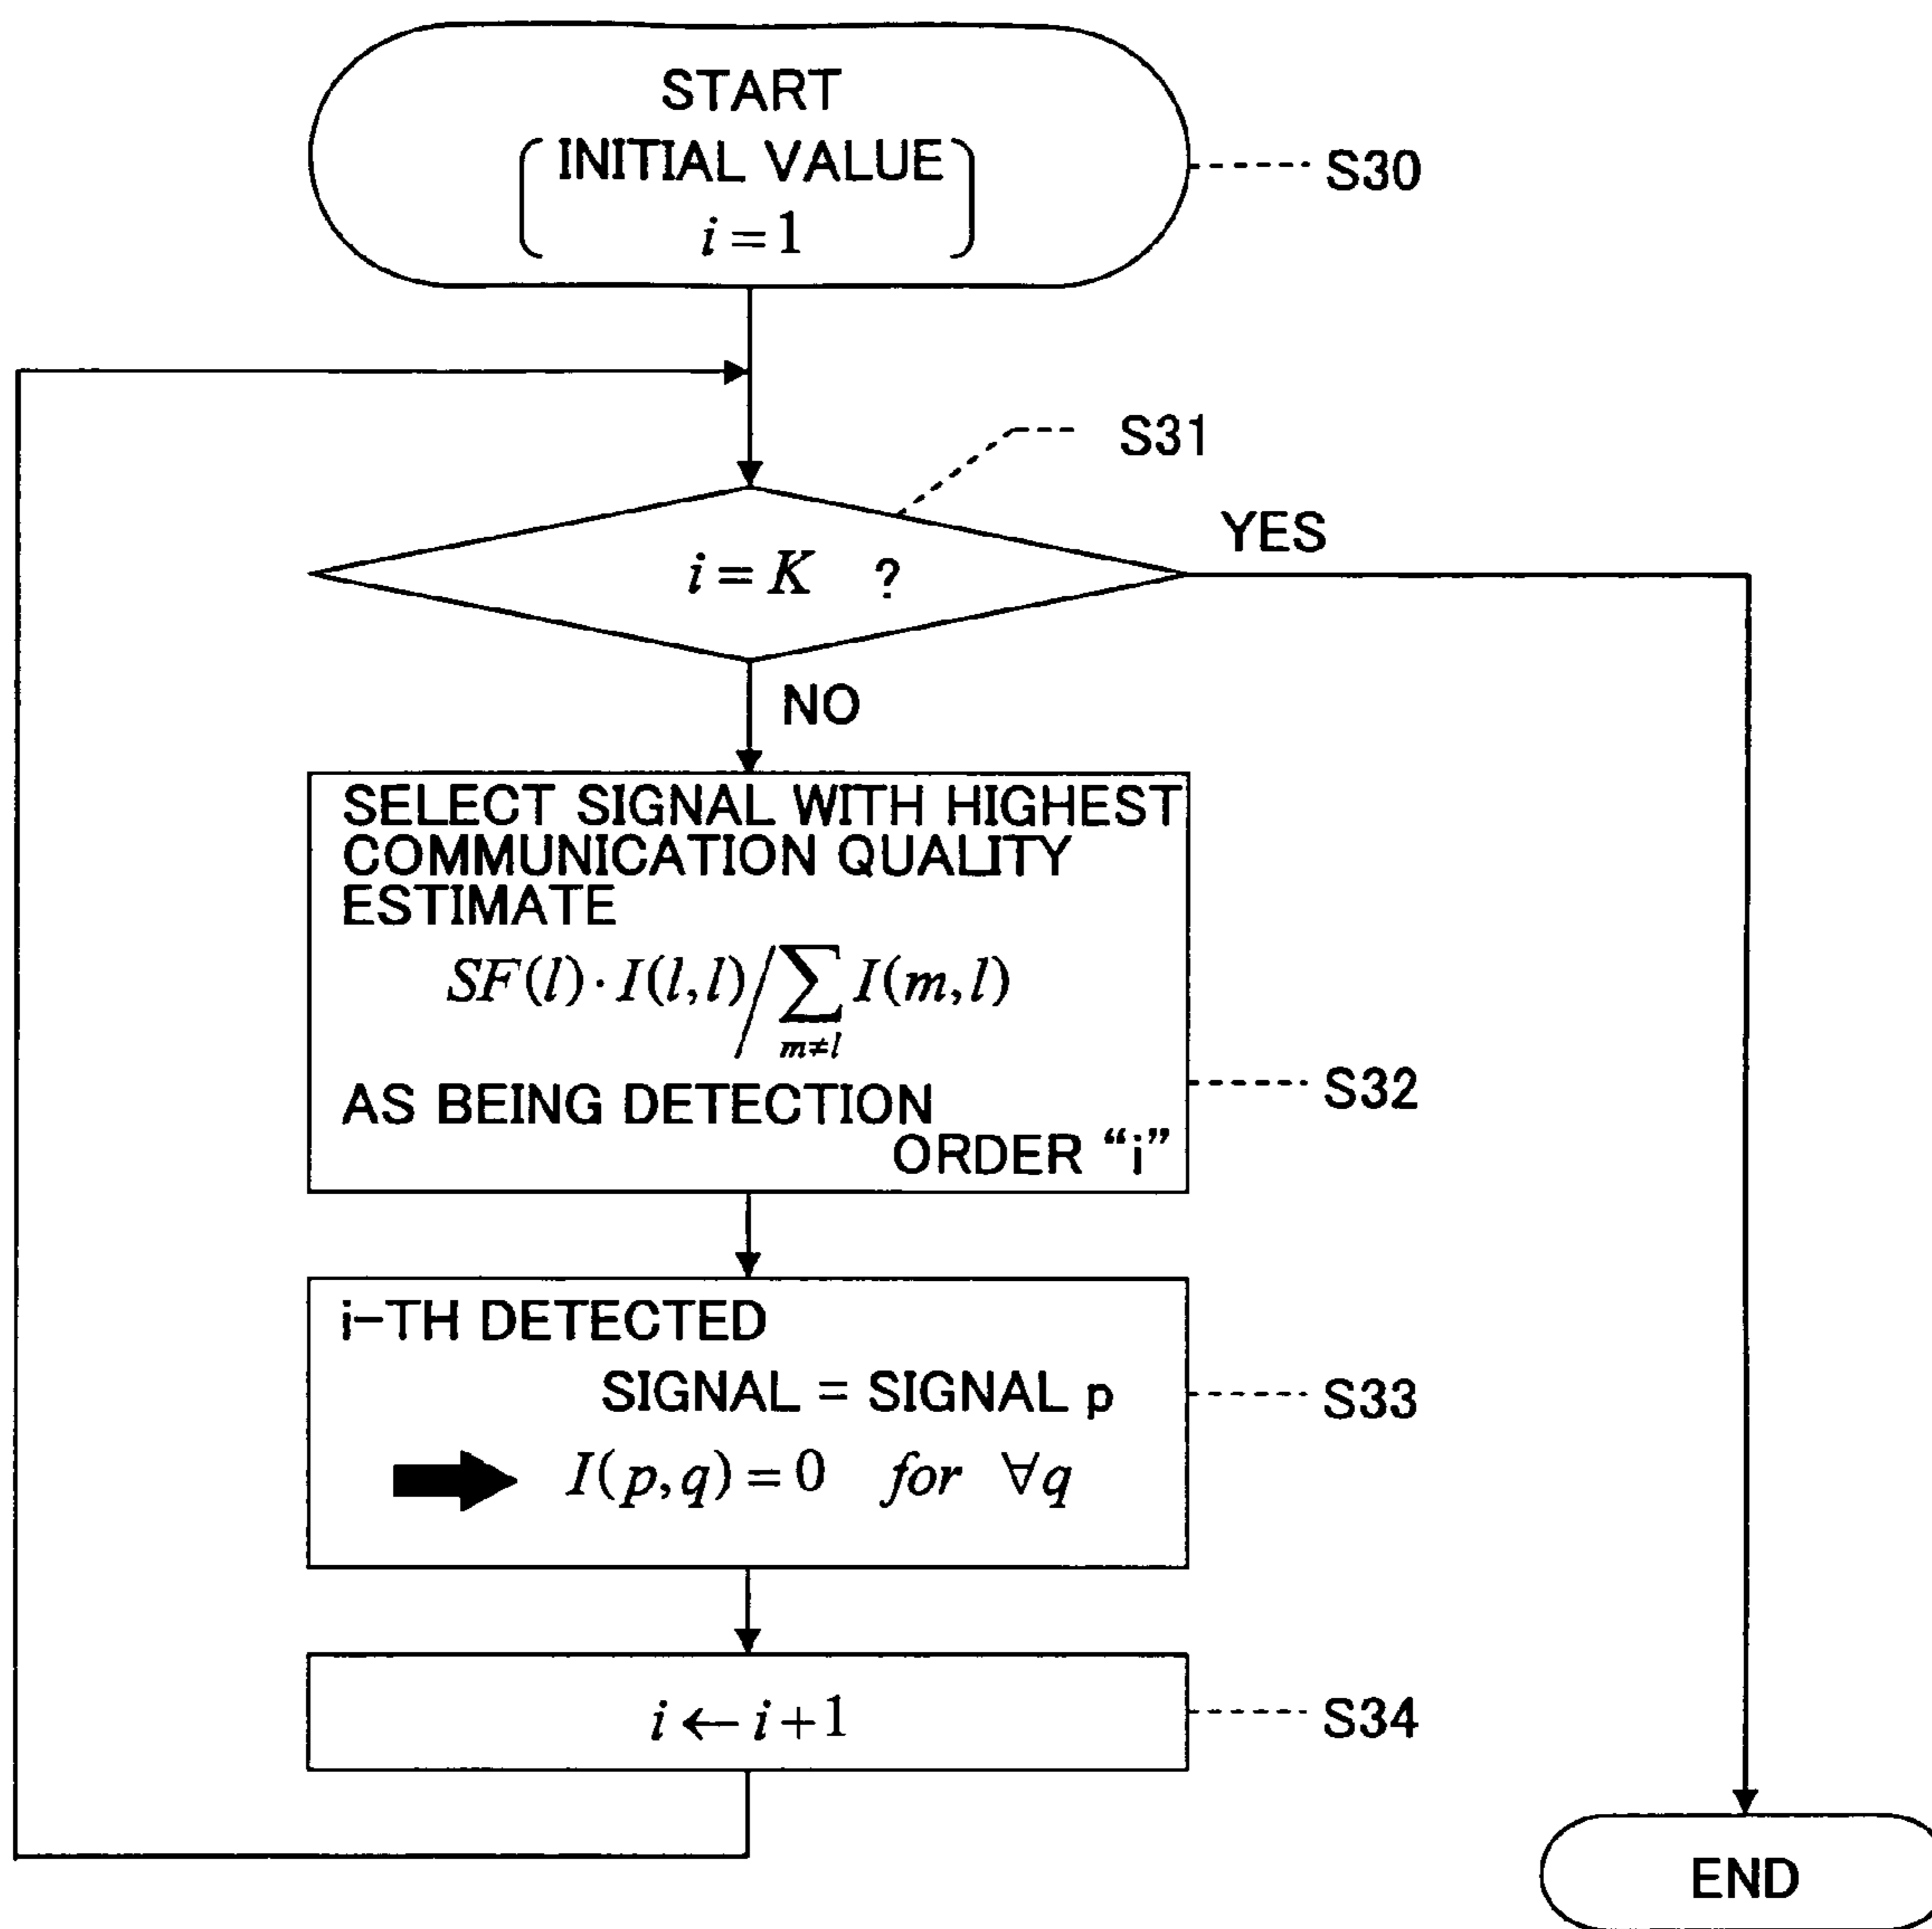 START
INITIAL VALUE
i = 1
S30
S31
i = K ?
YES
NO
SELECT SIGNAL WITH HIGHEST
COMMUNICATION QUALITY
ESTIMATE
SF(l)·I(l,l)/∑I(m,l)
m≠l
AS BEING DETECTION
ORDER “i”
S32
i-TH DETECTED
SIGNAL = SIGNAL p
S33
I(p,q) = 0 for ∀q
i ← i+1
S34
END